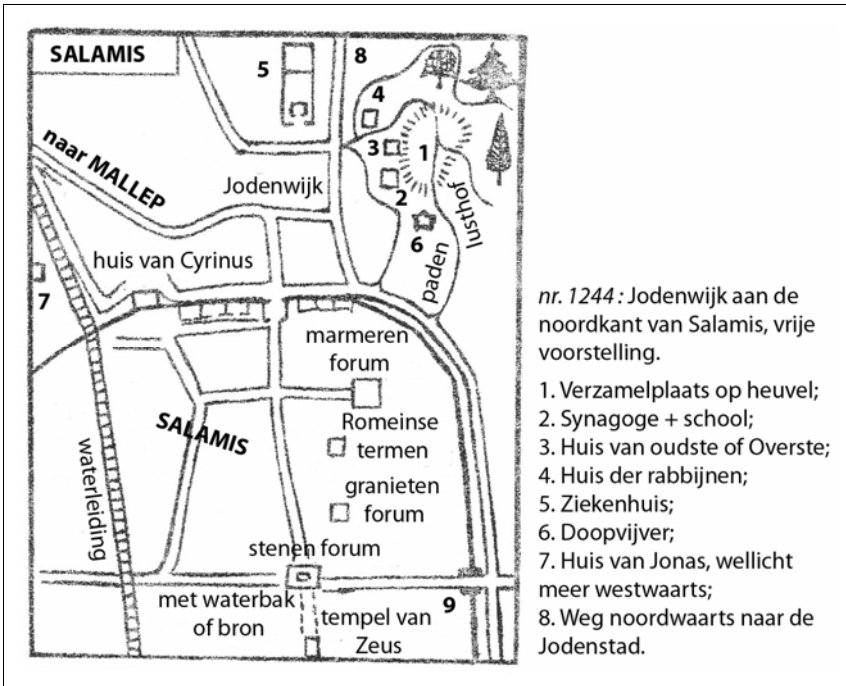 SALAMIS
5
8
4
naar MALLEP
3
1
Jodenwijk
2
lusthof
6
paden
huis van Cyrinus
7
marmeren
forum
SALAMIS
Romeinse
termen
waterleiding
granieten
forum
stenen forum
met waterbak
of bron
tempel van
Zeus
9
nr. 1244: Jodenwijk aan de
noordkant van Salamis, vrije
voorstelling.
1. Verzamelplaats op heuvel;
2. Synagoge + school;
3. Huis van oudste of Overste;
4. Huis der rabbijnen;
5. Ziekenhuis;
6. Doopvijver;
7. Huis van Jonas, wellicht
meer westwaarts;
8. Weg noordwaarts naar de
Jodenstad.